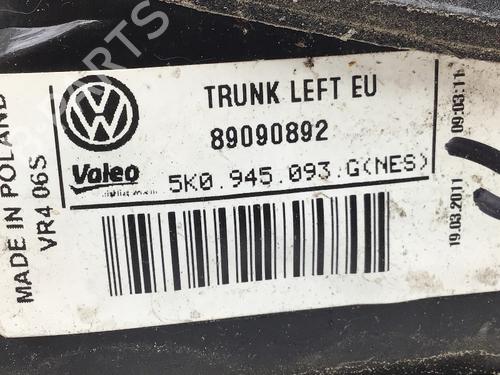 TRUNK LEFT EU
89090892
Valeo
5K0.945.093.G(NES)
MADE IN POLAND
VR4 06S
19.03.2011 09:03:11